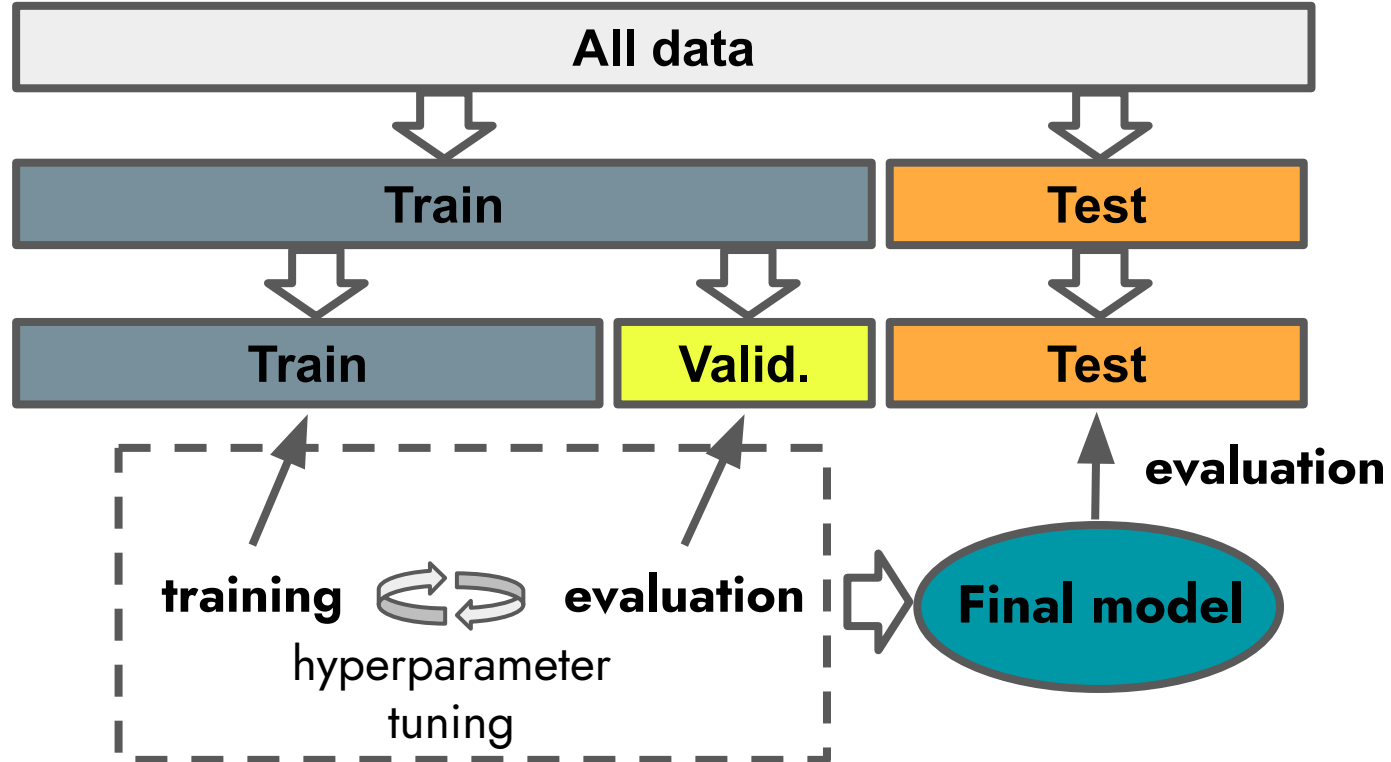 All data
Train
Test
Train
Valid.
Test
evaluation
training
evaluation
Final model
hyperparameter
tuning